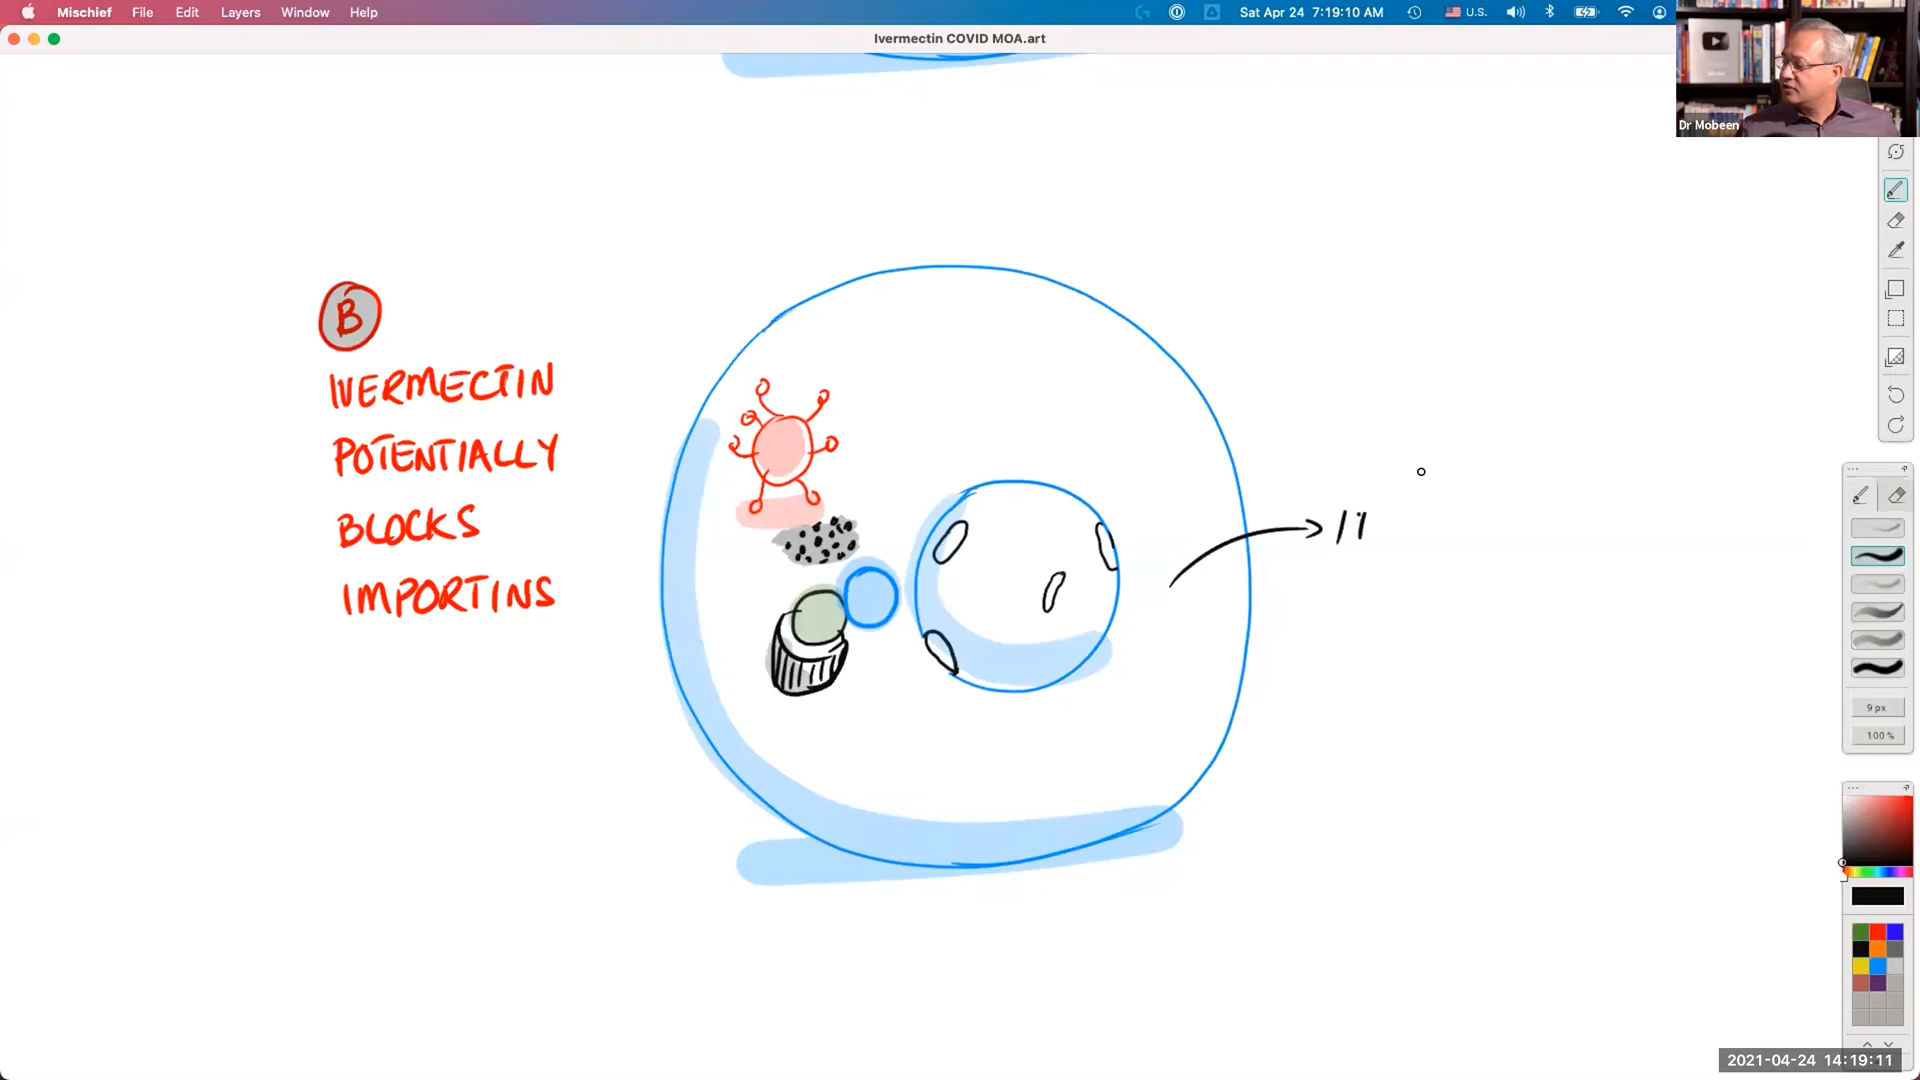 Mischief File Edit Layers Window Help
Sat Apr 24 7:19:10 AM
U.S.
Ivermectin COVID MOA.art
Dr Mobeen
B
IVERMECTIN
POTENTIALLY
BLOCKS
IMPORTINS
9 px
100 %
2021-04-24 14:19:11